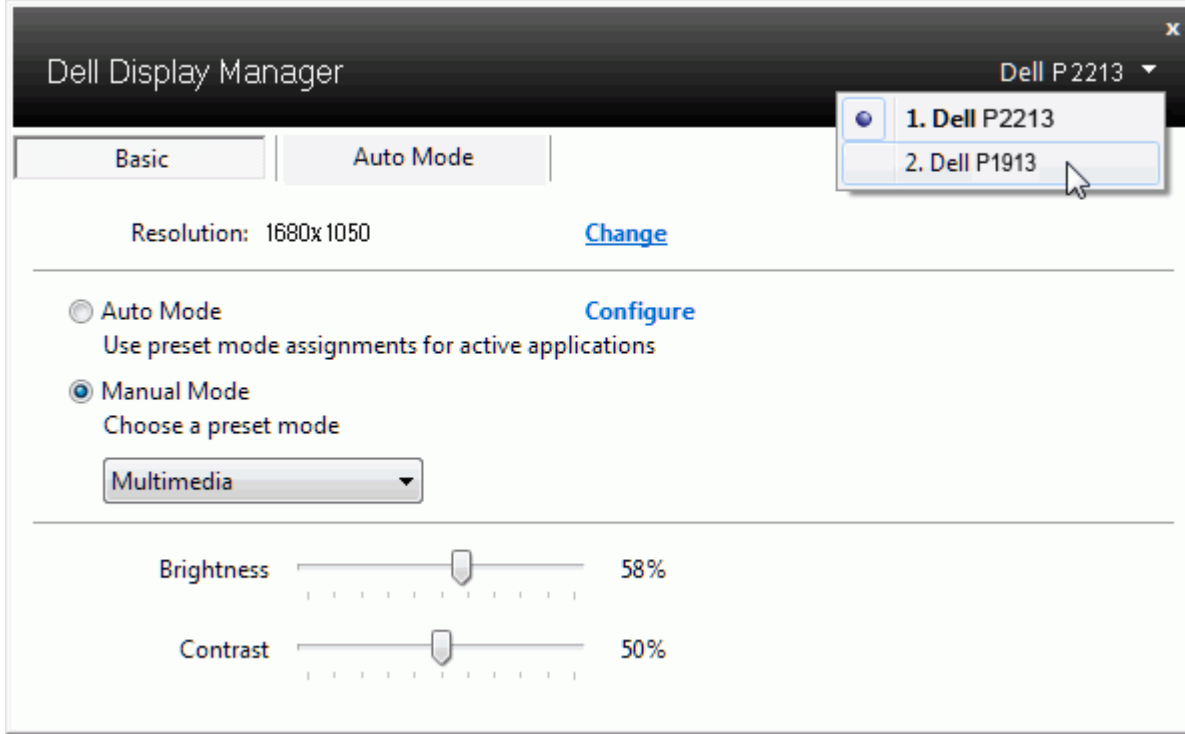 x
Dell Display Manager
Dell P2213
1. Dell P2213
2. Dell P1913
Basic
Auto Mode
Resolution: 1680x1050 Change
Auto Mode Configure
Use preset mode assignments for active applications
Manual Mode
Choose a preset mode
Multimedia
Brightness 58%
Contrast 50%